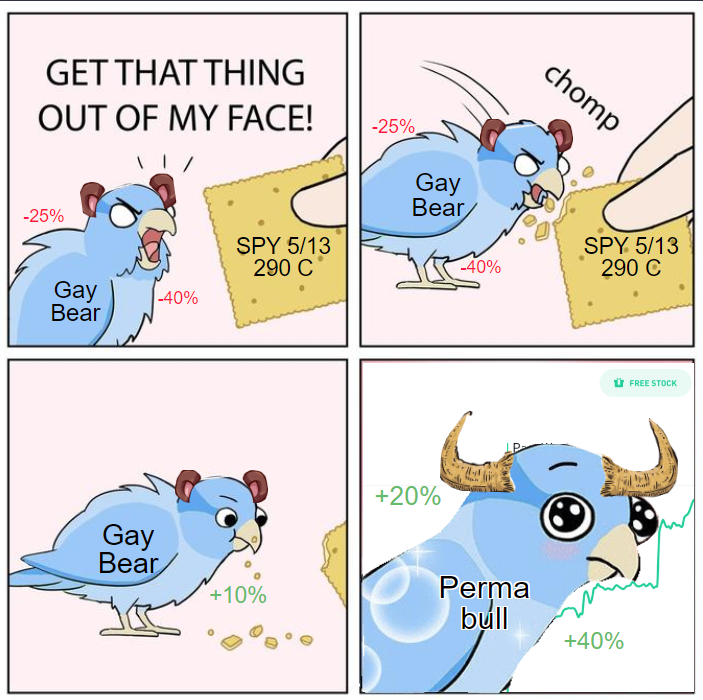 GET THAT THING
OUT OF MY FACE!
-25%
SPY 5/13
290 C
Gay
Bear
-40%
chomp
-25%
Gay
Bear
SPY 5/13
290 C
-40%
Gay
Bear
+10%
FREE STOCK
+20%
Perma
bull
+40%